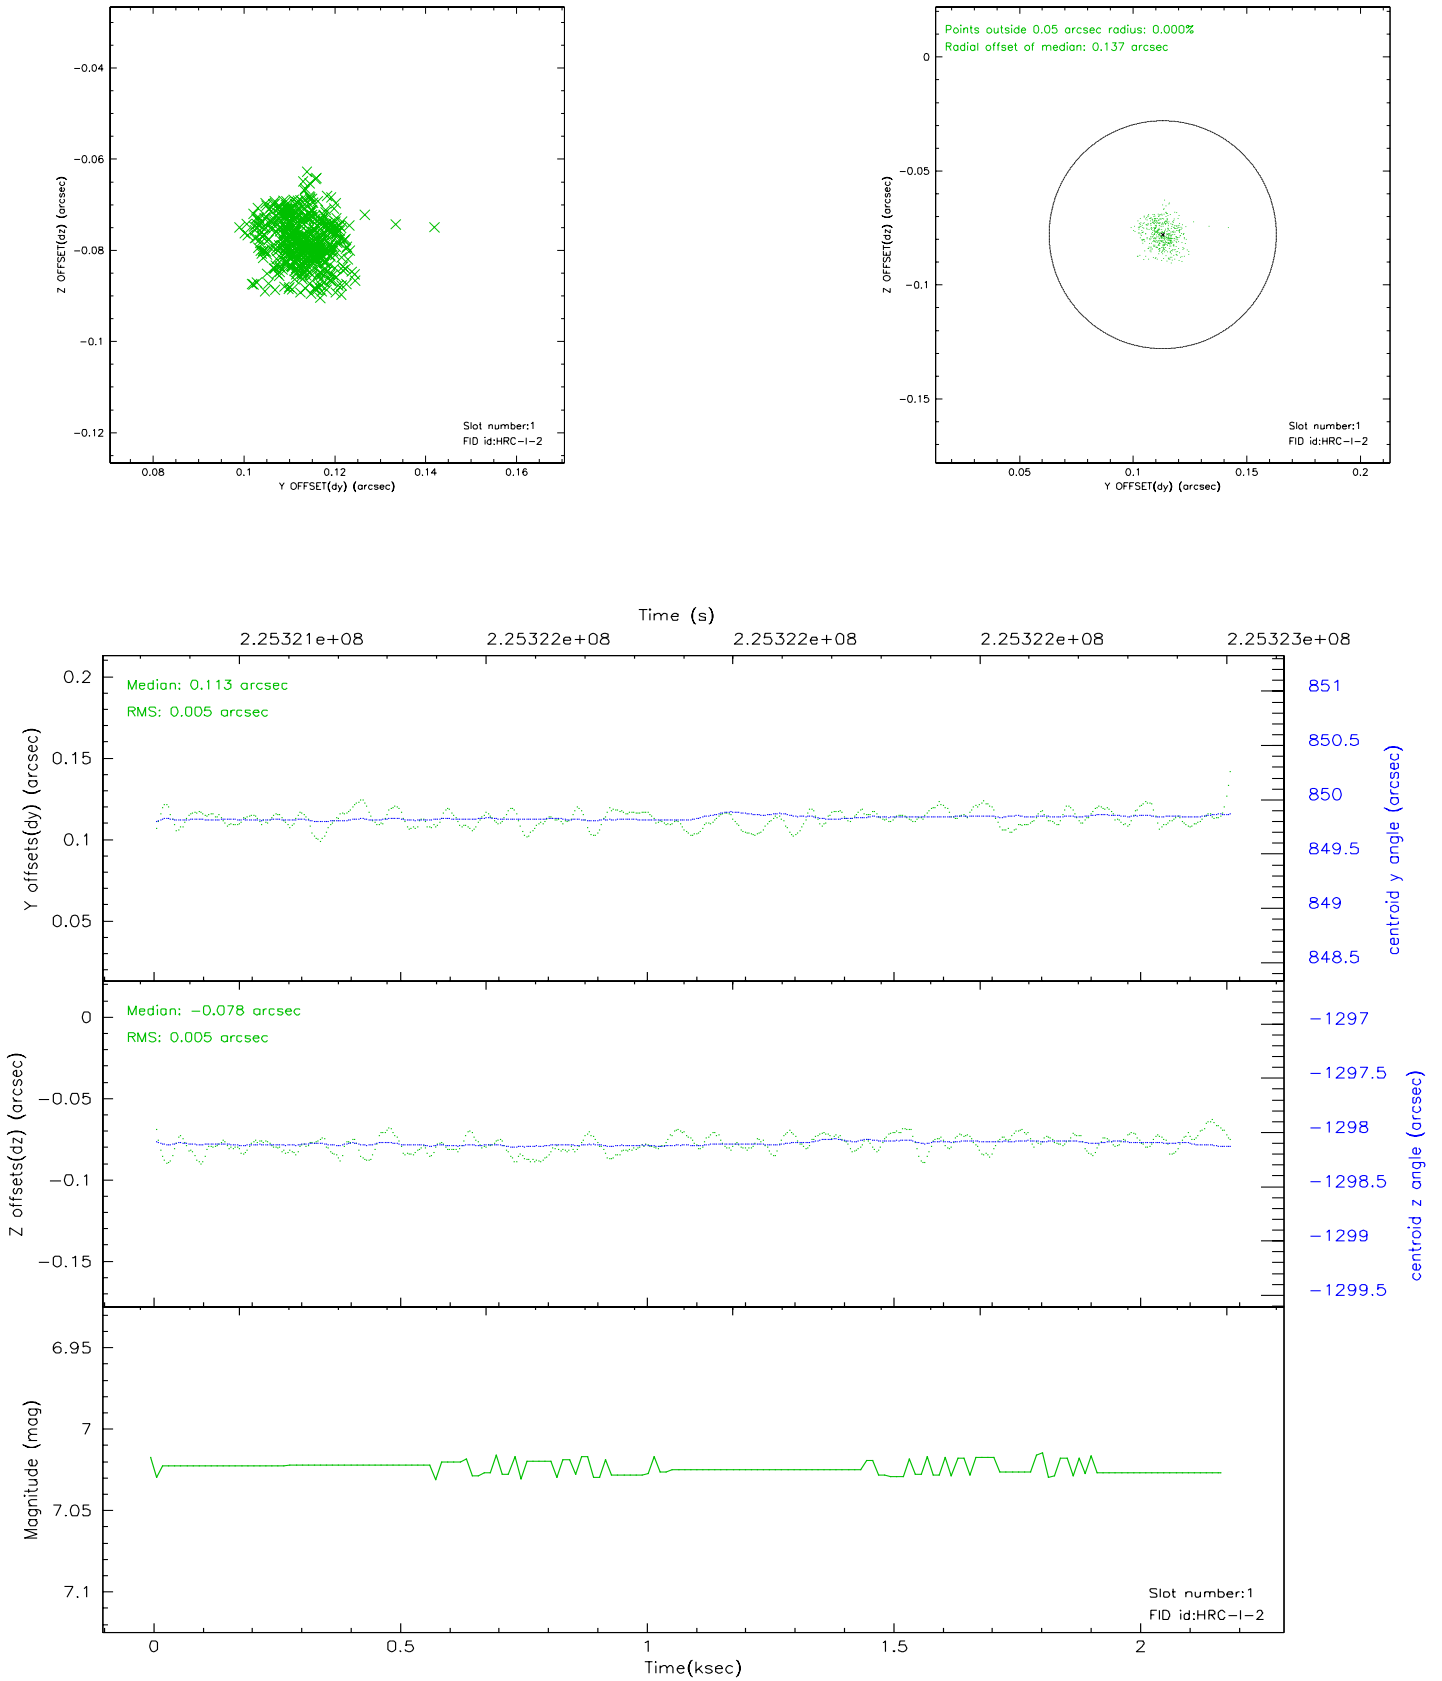 −0.04
−0.06
−0.08
−0.1
−0.12
Z OFFSET(dz) (arcsec)
0.08
0.1
0.12
0.14
0.16
Y OFFSET(dy) (arcsec)
Slot number:1
FID id:HRC−I−2
Points outside 0.05 arcsec radius: 0.000%
Radial offset of median: 0.137 arcsec
0
−0.05
−0.1
−0.15
Z OFFSET(dz) (arcsec)
0.05
0.1
0.15
0.2
Y OFFSET(dy) (arcsec)
Slot number:1
FID id:HRC−I−2
Time (s)
2.25321e+08
2.25322e+08
2.25322e+08
2.25322e+08
2.25323e+08
Median: 0.113 arcsec
RMS: 0.005 arcsec
0.2
0.15
0.1
0.05
Y offsets(dy) (arcsec)
851
850.5
850
849.5
849
848.5
centroid y angle (arcsec)
Median: −0.078 arcsec
RMS: 0.005 arcsec
0
−0.05
−0.1
−0.15
Z offsets(dz) (arcsec)
−1297
−1297.5
−1298
−1298.5
−1299
−1299.5
centroid z angle (arcsec)
6.95
7
7.05
7.1
Magnitude (mag)
Slot number:1
FID id:HRC−I−2
0
0.5
1
1.5
2
Time(ksec)